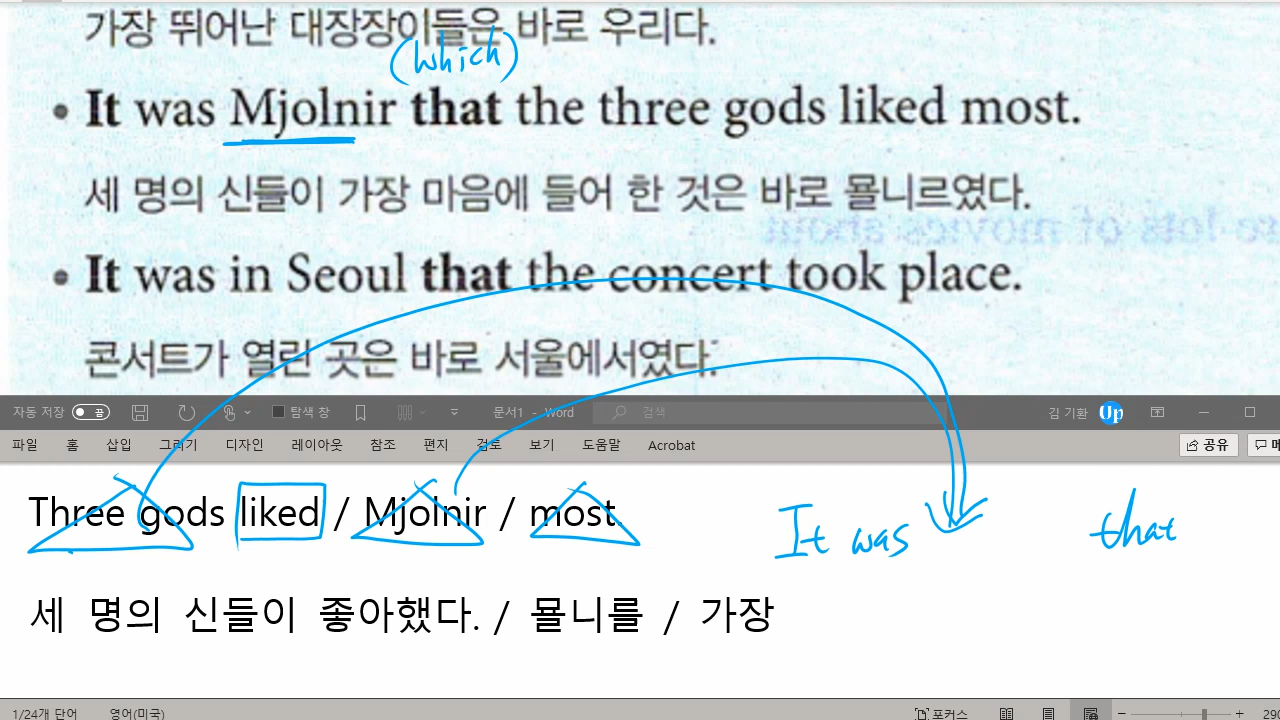 가장 뛰어난 대장장이들은 바로 우리다.
(which)
• It was Mjolnir that the three gods liked most.
세 명의 신들이 가장 마음에 들어 한 것은 바로 묠니르였다.
• It was in Seoul that the concert took place.
콘서트가 열린 곳은 바로 서울에서였다.
자동 저장 끔 탐색 창 문서1 - Word 검색 김 기환 Up
파일 홈 삽입 그리기 디자인 레이아웃 참조 편지 검토 보기 도움말 Acrobat 공유
Three gods liked / Mjolnir / most.
It was that
세 명의 신들이 좋아했다. / 묠니를 / 가장
1/24개 단어 영어(미국) 포커스